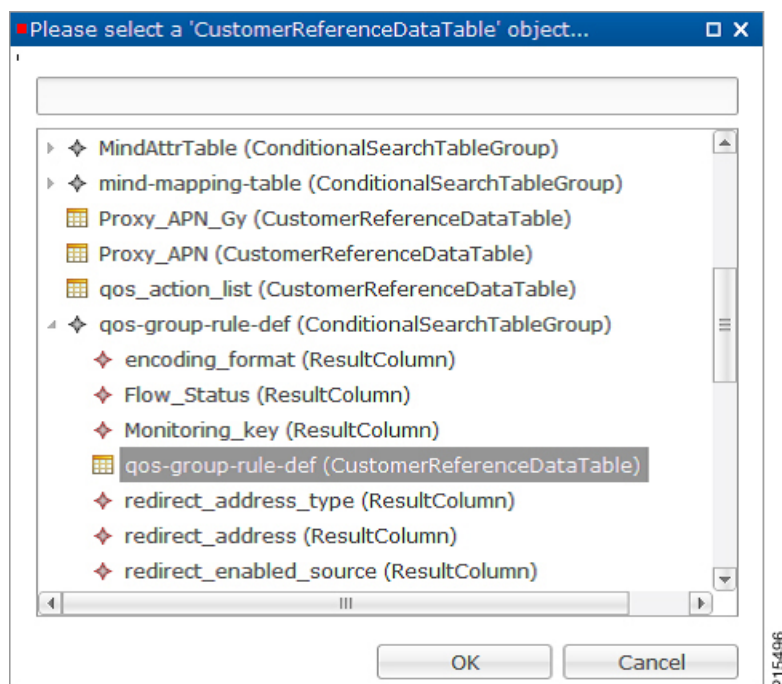 Please select a 'CustomerReferenceDataTable' object...
MindAttrTable (ConditionalSearchTableGroup)
mind-mapping-table (ConditionalSearchTableGroup)
Proxy_APN_Gy (CustomerReferenceDataTable)
Proxy_APN (CustomerReferenceDataTable)
qos_action_list (CustomerReferenceDataTable)
qos-group-rule-def (ConditionalSearchTableGroup)
encoding_format (ResultColumn)
Flow_Status (ResultColumn)
Monitoring_key (ResultColumn)
qos-group-rule-def (CustomerReferenceDataTable)
redirect_address_type (ResultColumn)
redirect_address (ResultColumn)
redirect_enabled_source (ResultColumn)
OK Cancel